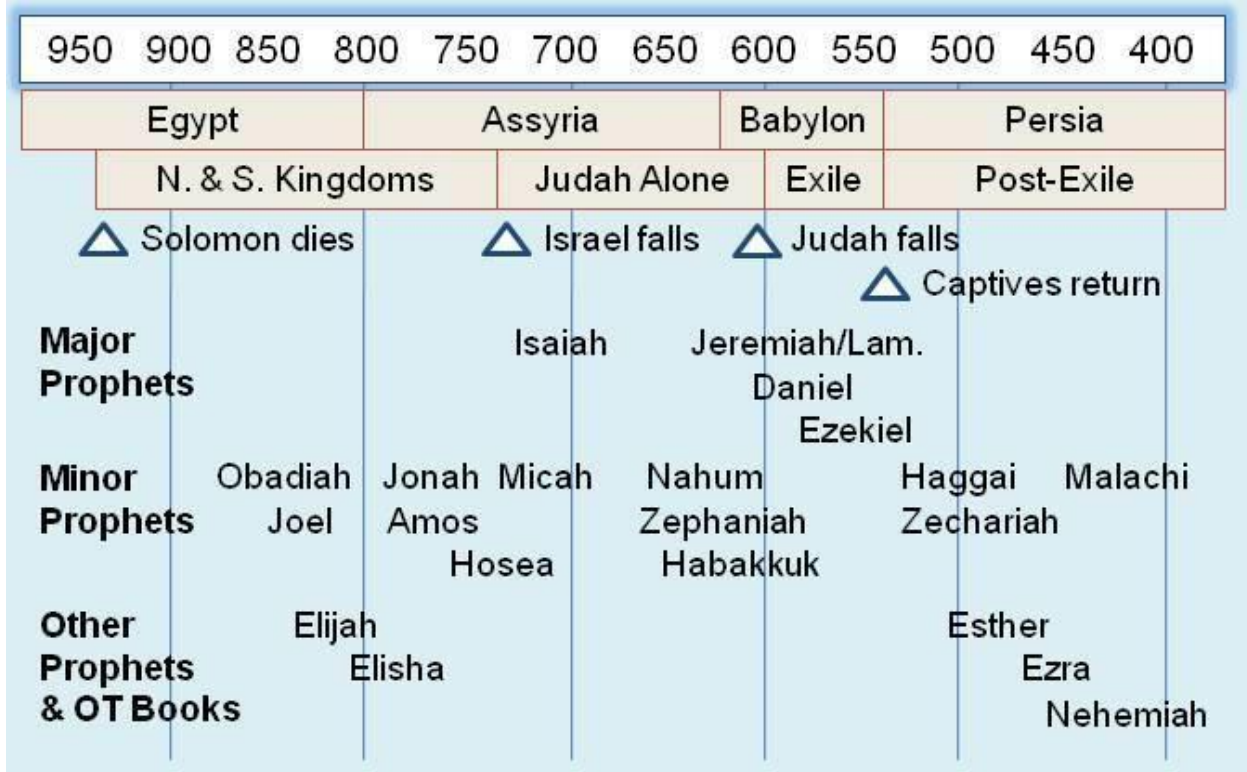 950 900 850 800 750 700 650 600 550 500 450 400
Egypt Assyria Babylon Persia
N. & S. Kingdoms Judah Alone Exile Post-Exile
Solomon dies Israel falls Judah falls
Captives return
Major Isaiah Jeremiah/Lam.
Prophets Daniel
Ezekiel
Minor Obadiah Jonah Micah Nahum Haggai Malachi
Prophets Joel Amos Zephaniah Zechariah
Hosea Habakkuk
Other Elijah Esther
Prophets Elisha Ezra
& OT Books Nehemiah